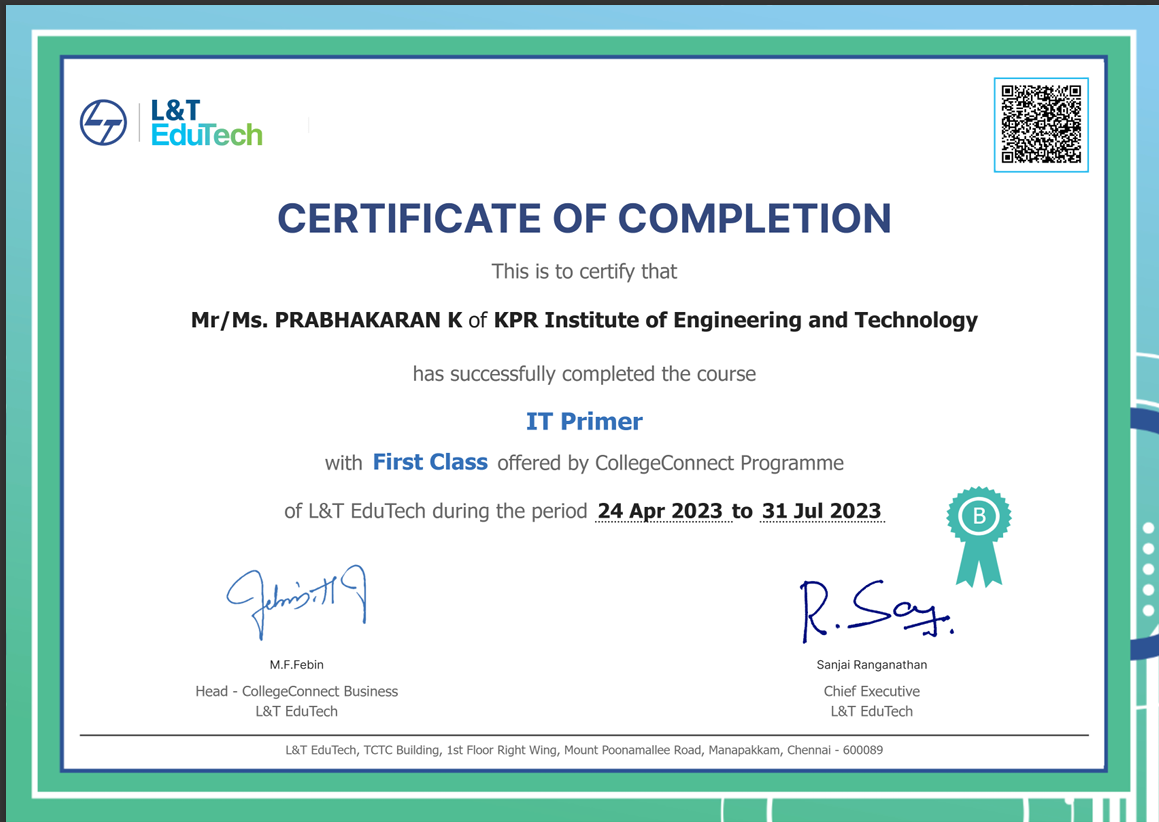 L&T
EduTech
CERTIFICATE OF COMPLETION
This is to certify that
Mr/Ms. PRABHAKARAN K of KPR Institute of Engineering and Technology
has successfully completed the course
IT Primer
with First Class offered by CollegeConnect Programme
of L&T EduTech during the period 24 Apr 2023 to 31 Jul 2023
B
R. Say.
M.F.Febin
Sanjai Ranganathan
Head - CollegeConnect Business
Chief Executive
L&T EduTech
L&T EduTech
L&T EduTech, TCTC Building, 1st Floor Right Wing, Mount Poonamallee Road, Manapakkam, Chennai - 600089